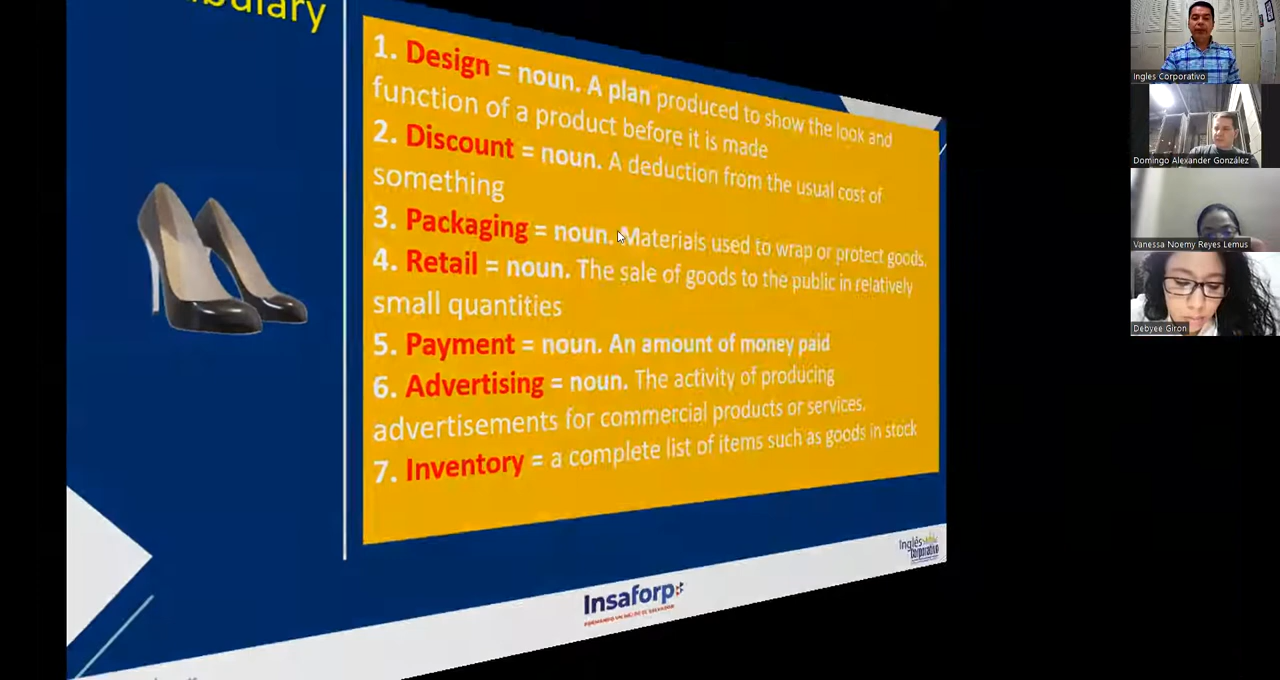 1. Design = noun. A plan produced to show the look and
function of a product before it is made
2. Discount = noun. A deduction from the usual cost of
something
3. Packaging = noun. Materials used to wrap or protect goods.
4. Retail = noun. The sale of goods to the public in relatively
small quantities
5. Payment = noun. An amount of money paid
6. Advertising = noun. The activity of producing
advertisements for commercial products or services.
7. Inventory = a complete list of items such as goods in stock
Inglés
Corporativo
Insaforp
Ingles Corporativo
Domingo Alexander González
Vanessa Noemy Reyes Lemus
Debyee Giron